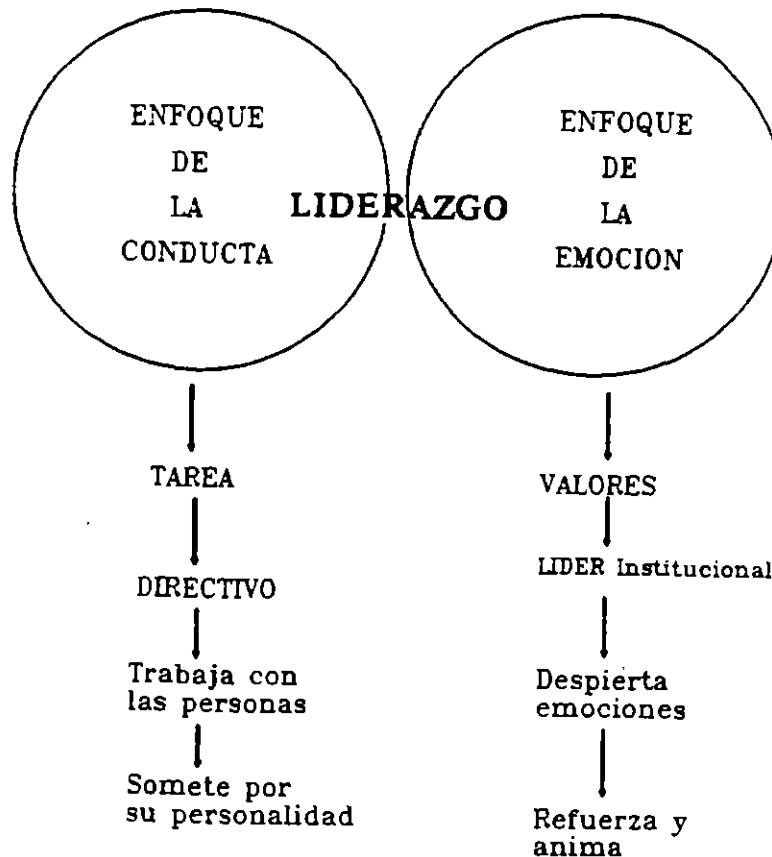 ENFOQUE
DE
LA
CONDUCTA
LIDERAZGO
ENFOQUE
DE
LA
EMOCION
TAREA
DIRECTIVO
Trabaja con
las personas
Somete por
su personalidad
VALORES
LIDER Institucional
Despierta
emociones
Refuerza y
anima